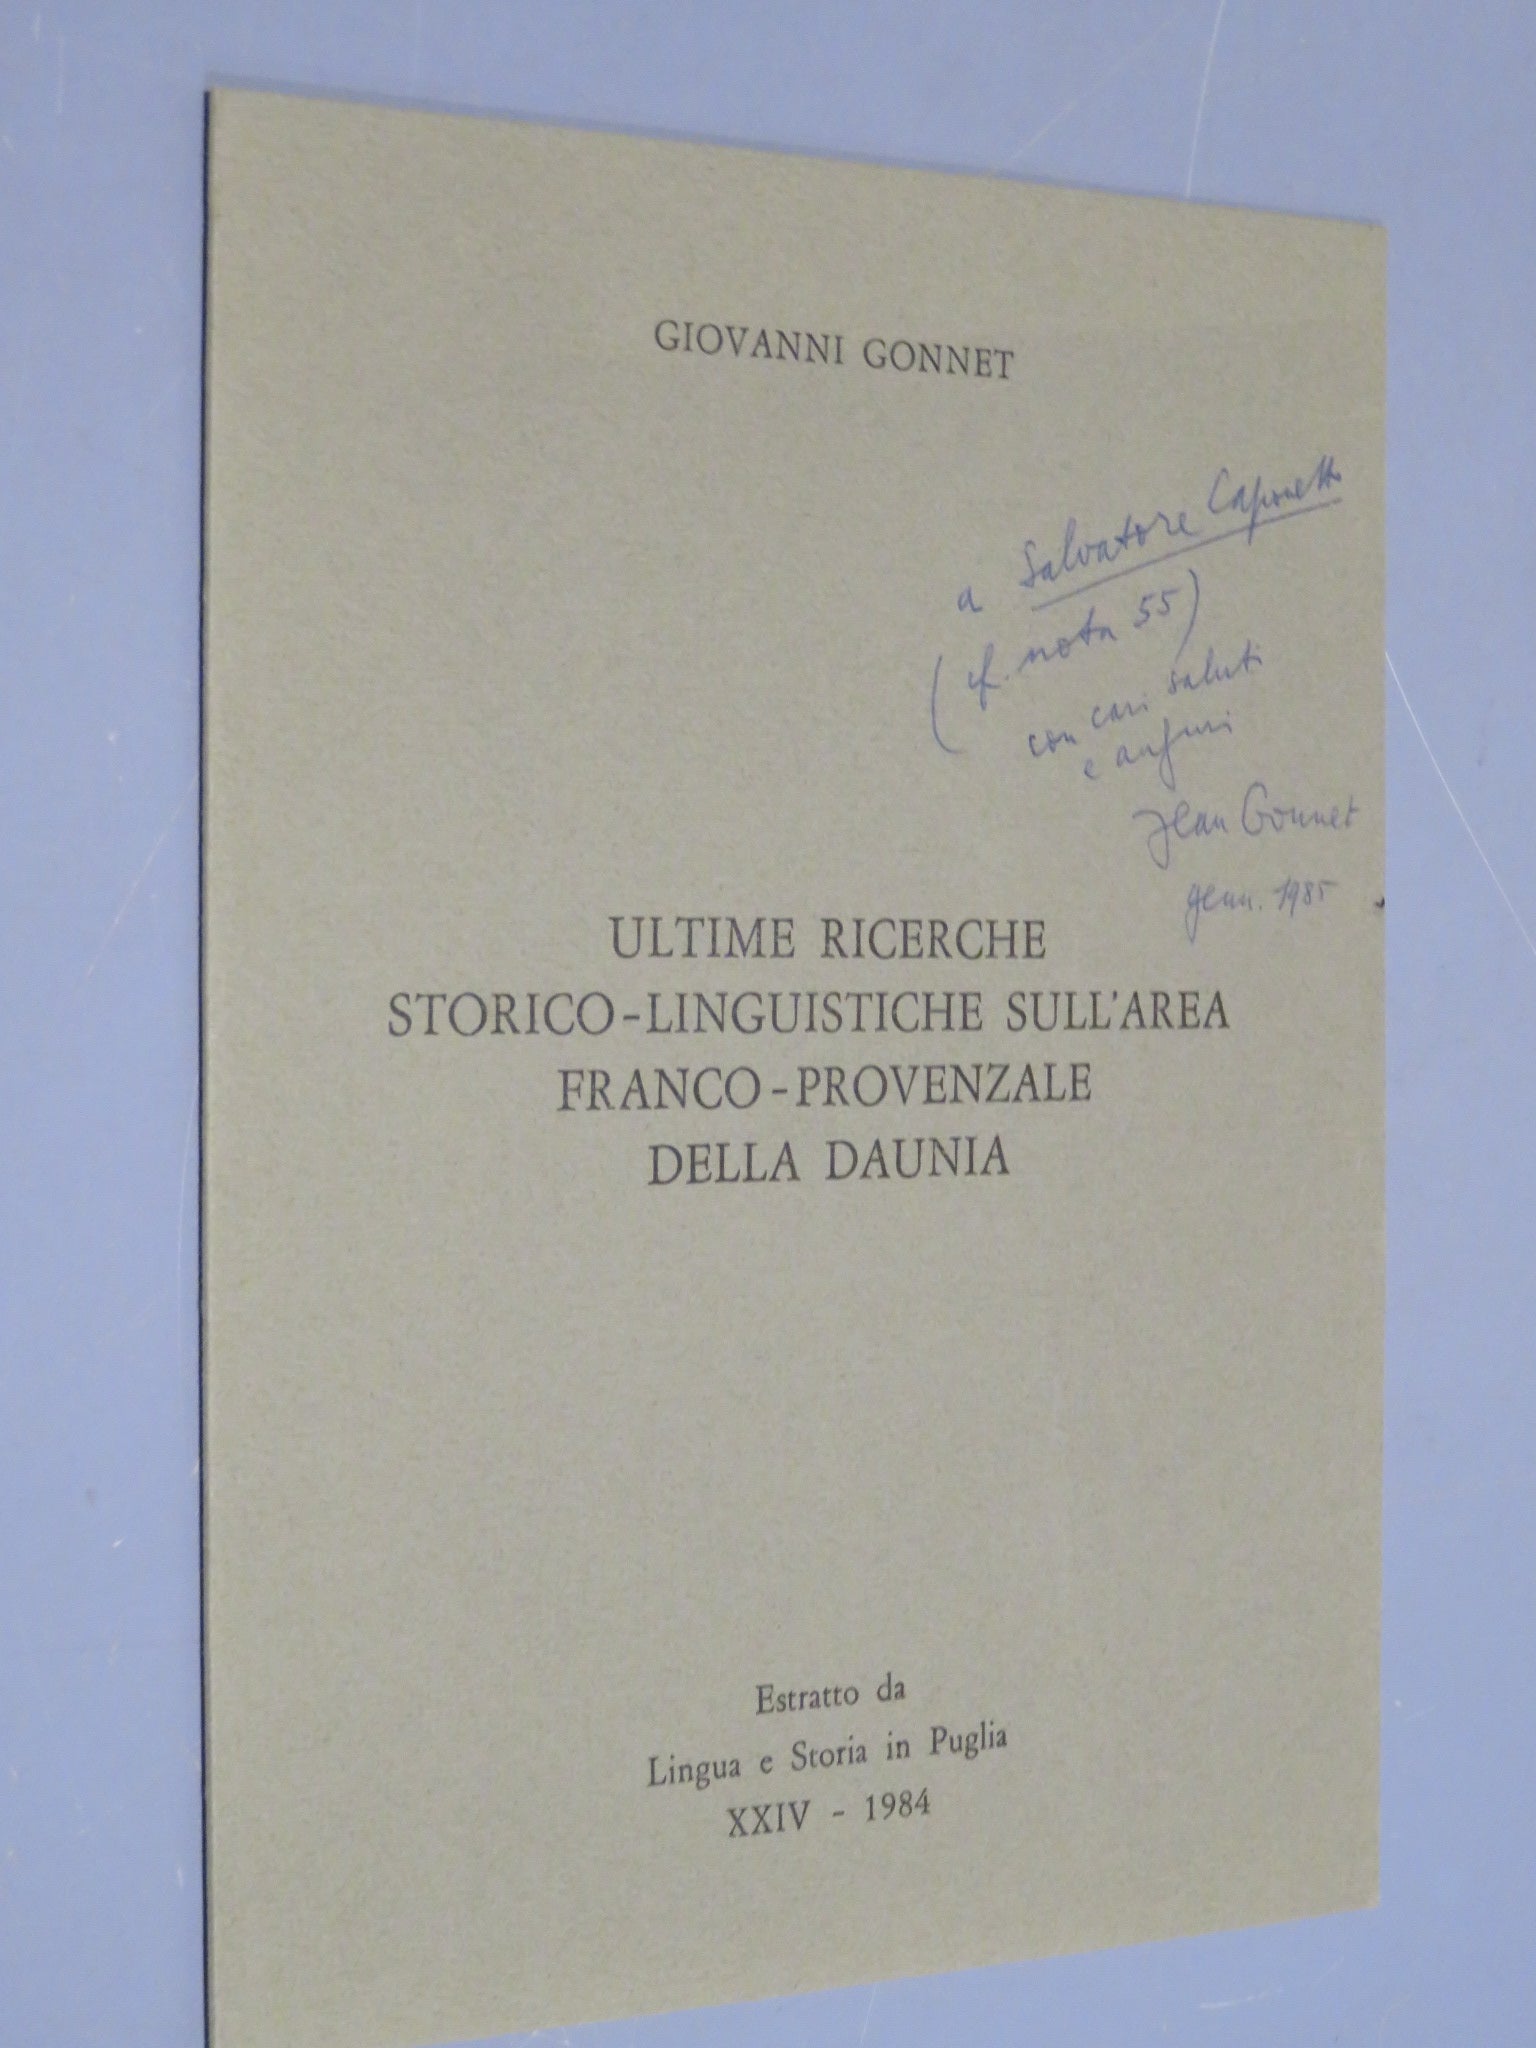 GIOVANNI GONNET
a Salvatore Caponetto
(cf. nota 55)
con cari saluti
e auguri
Jean Gonnet
genn. 1985
ULTIME RICERCHE
STORICO-LINGUISTICHE SULL'AREA
FRANCO-PROVENZALE
DELLA DAUNIA
Estratto da
Lingua e Storia in Puglia
XXIV - 1984